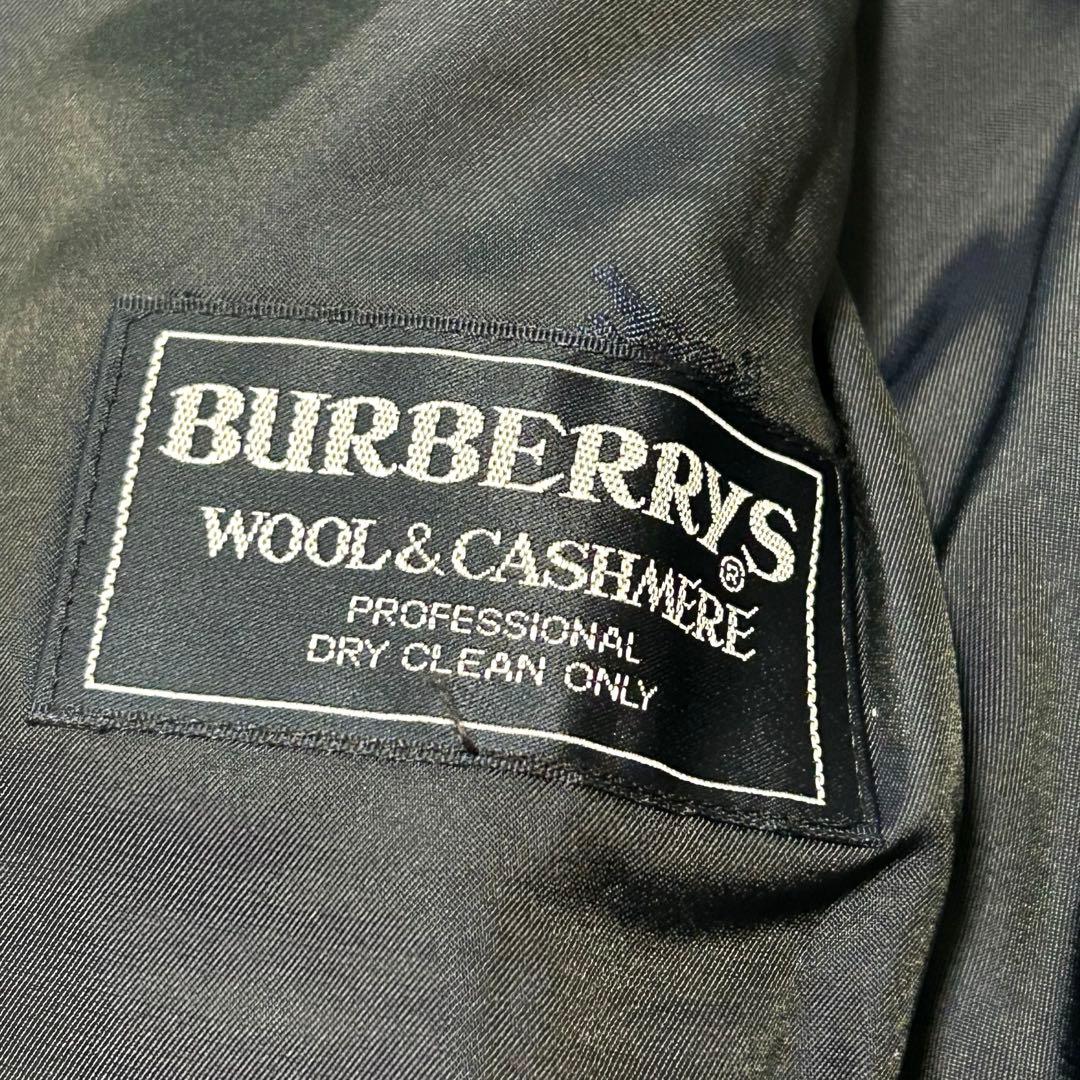 BURBERRYS®
WOOL&CASHMERE
PROFESSIONAL
DRY CLEAN ONLY